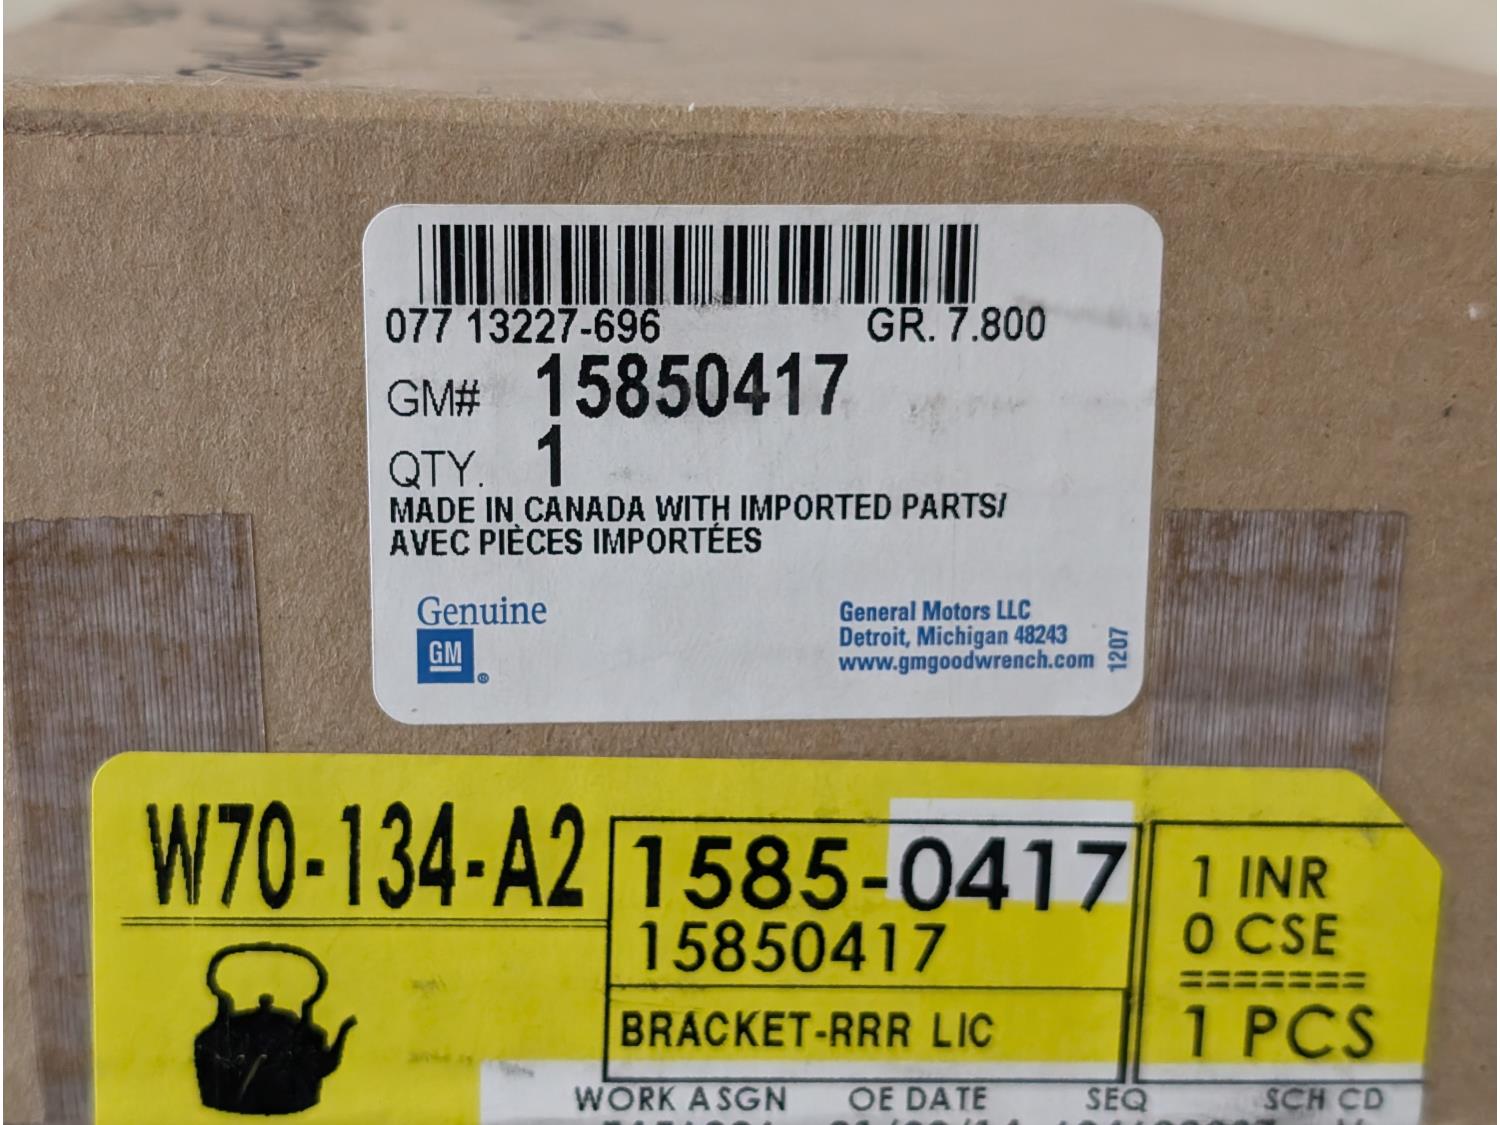 077 13227-696 GR. 7.800
GM# 15850417
QTY. 1
MADE IN CANADA WITH IMPORTED PARTS/
AVEC PIÈCES IMPORTÉES
Genuine
GM
General Motors LLC
Detroit, Michigan 48243
www.gmgoodwrench.com
1207
W70-134-A2
1585-0417
15850417
BRACKET-RRR LIC
1 INR
0 CSE
=======
1 PCS
WORK ASGN OE DATE SEQ SCH CD